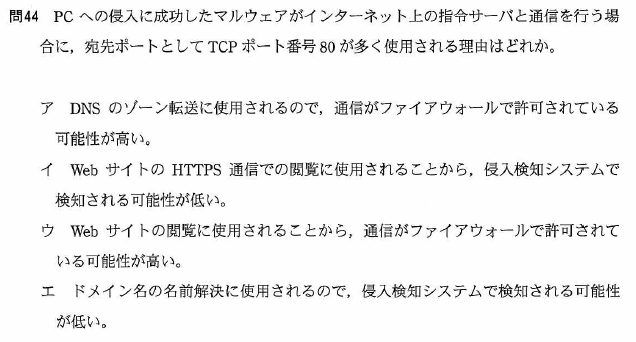 問44 PC への侵入に成功したマルウェアがインターネット上の指令サーバと通信を行う場
合に，宛先ポートとして TCP ポート番号 80 が多く使用される理由はどれか。
ア DNS のゾーン転送に使用されるので，通信がファイアウォールで許可されている
可能性が高い。
イ Web サイトの HTTPS 通信での閲覧に使用されることから，侵入検知システムで
検知される可能性が低い。
ウ Web サイトの閲覧に使用されることから，通信がファイアウォールで許可されて
いる可能性が高い。
エ ドメイン名の名前解決に使用されるので，侵入検知システムで検知される可能性
が低い。